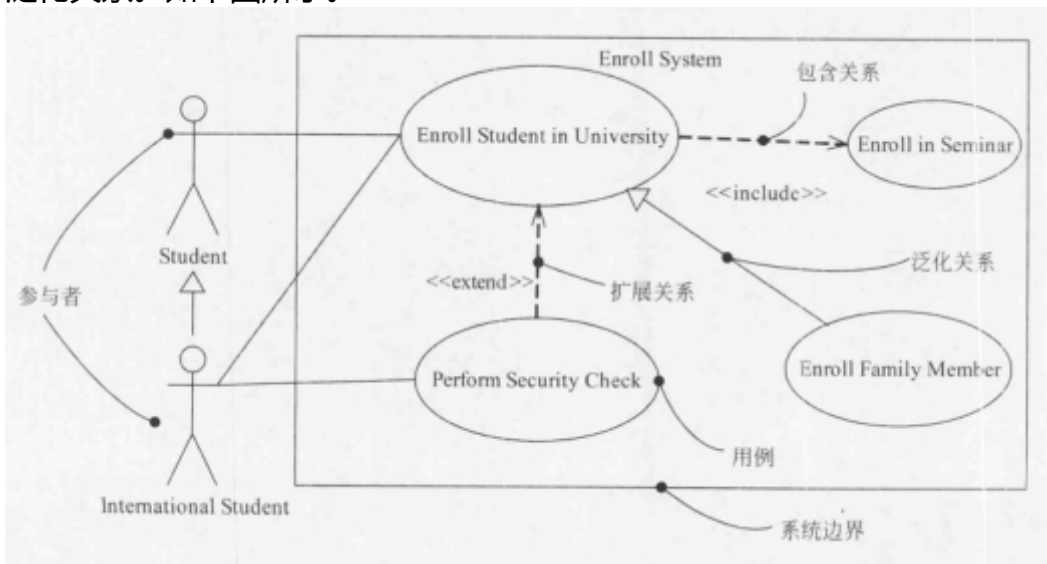 Enroll System
包含关系
Enroll Student in University
Enroll in Seminar
<<include>>
Student
<<extend>>
扩展关系
泛化关系
参与者
Perform Security Check
Enroll Family Member
用例
International Student
系统边界